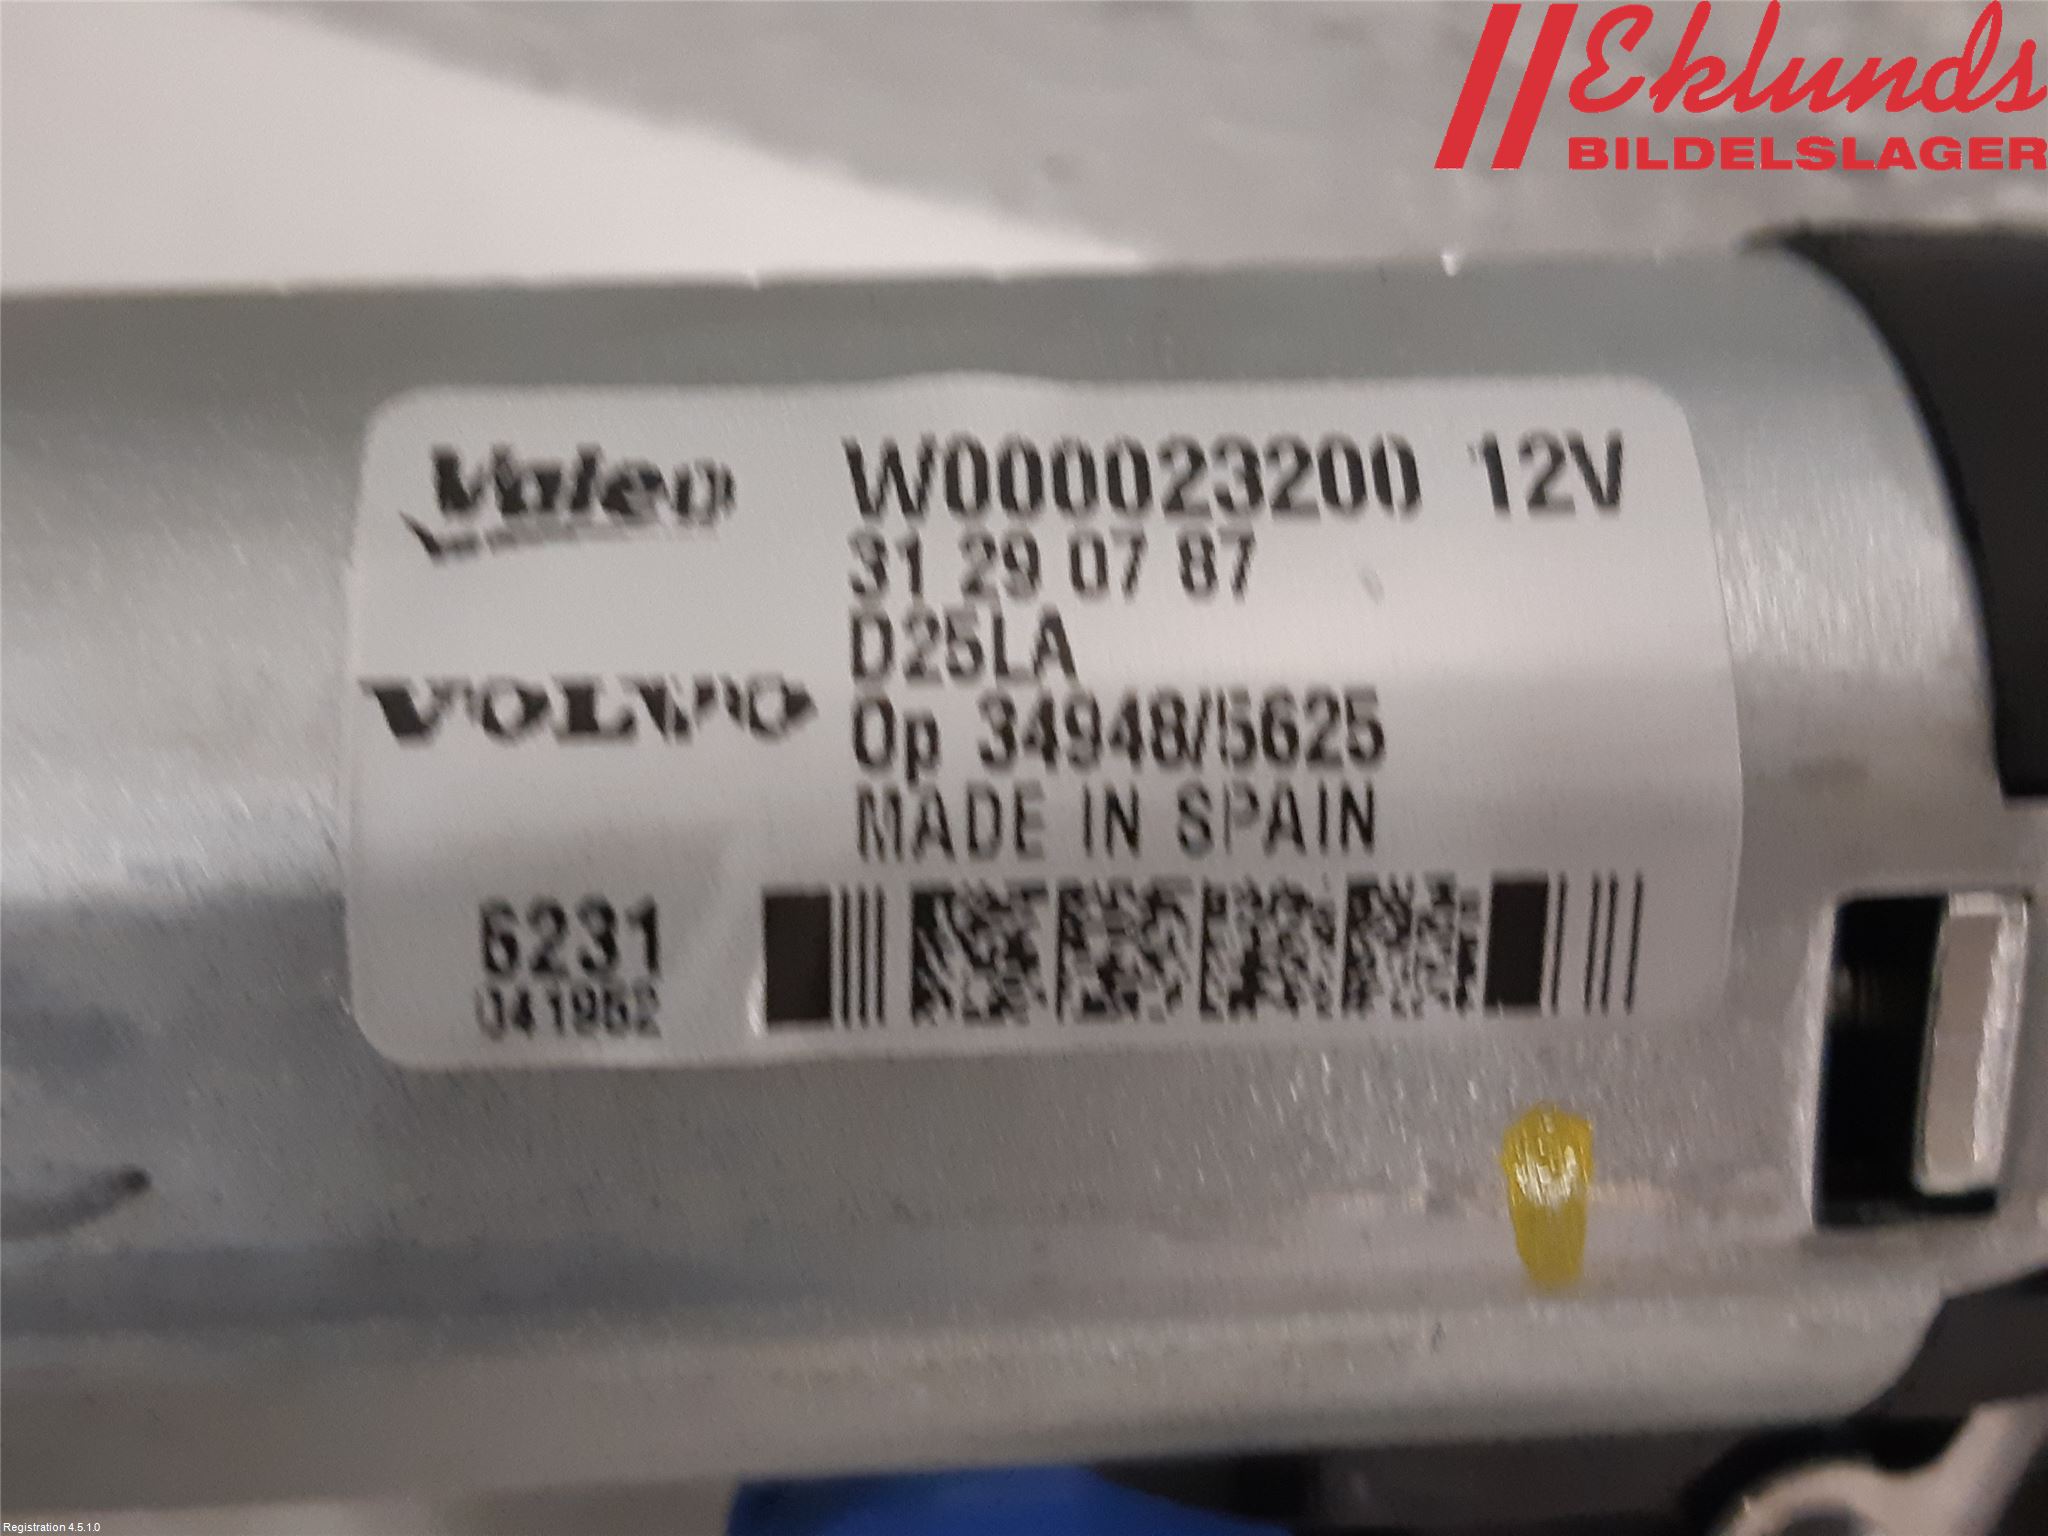 Eklunds
BILDELSLAGER
Valeo
W000023200 12V
31 29 07 87
D25LA
VOLVO
Op 34948/5625
MADE IN SPAIN
6231
041952
Registration 4.5.1.0